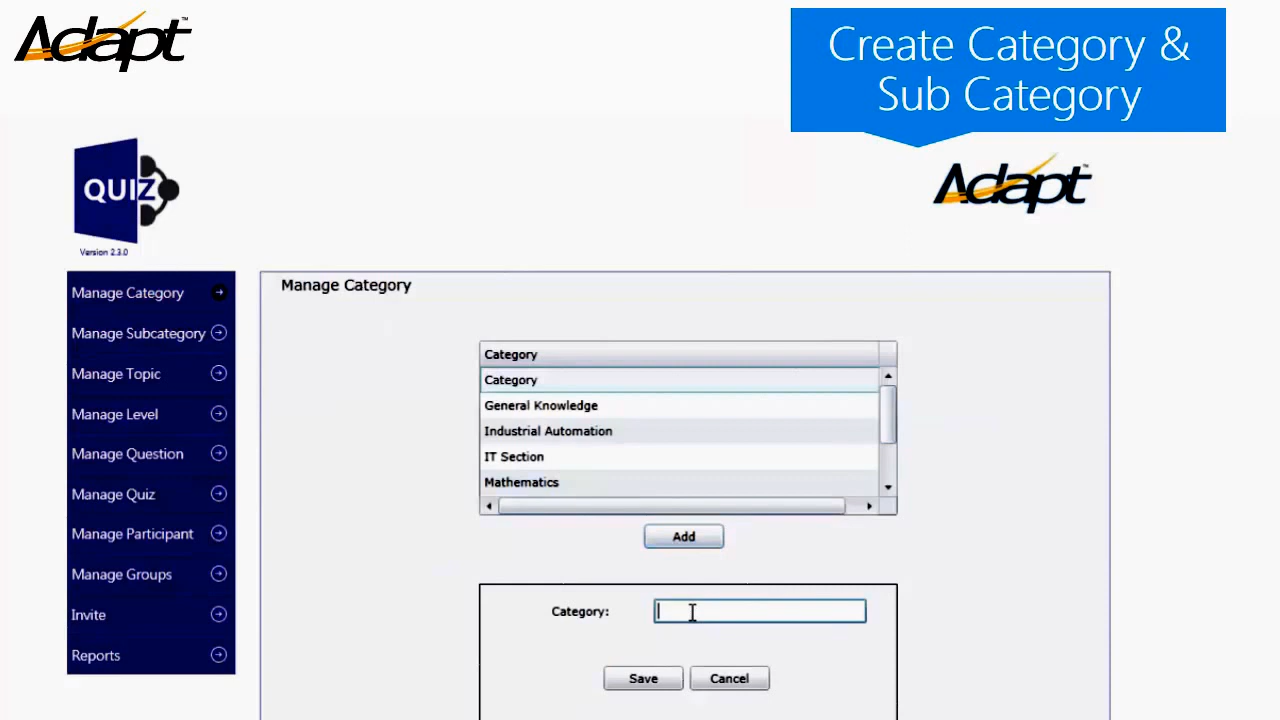 Adapt™
Create Category &
Sub Category
QUIZ
Version 2.3.0
Adapt™
Manage Category
Manage Subcategory
Manage Topic
Manage Level
Manage Question
Manage Quiz
Manage Participant
Manage Groups
Invite
Reports
Manage Category
Category
Category
General Knowledge
Industrial Automation
IT Section
Mathematics
Add
Category:
Save Cancel